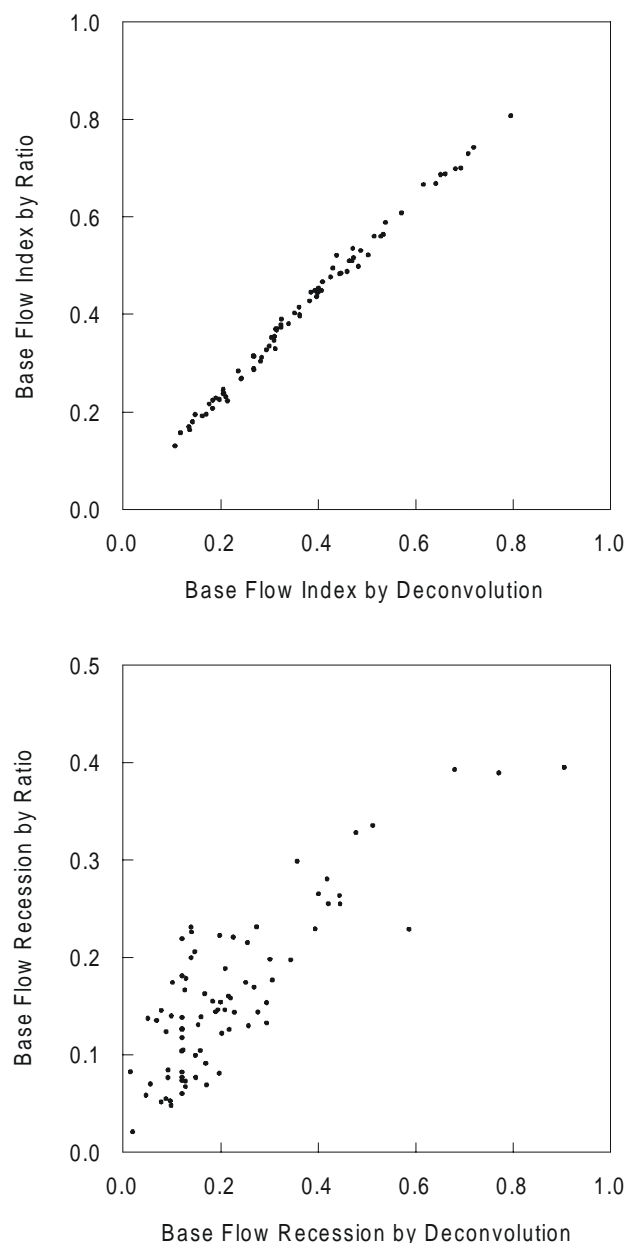 1.0
0.8
0.6
0.4
0.2
0.0
Base Flow Index by Ratio
0.0 0.2 0.4 0.6 0.8 1.0
Base Flow Index by Deconvolution
0.5
0.4
0.3
0.2
0.1
0.0
Base Flow Recession by Ratio
0.0 0.2 0.4 0.6 0.8 1.0
Base Flow Recession by Deconvolution